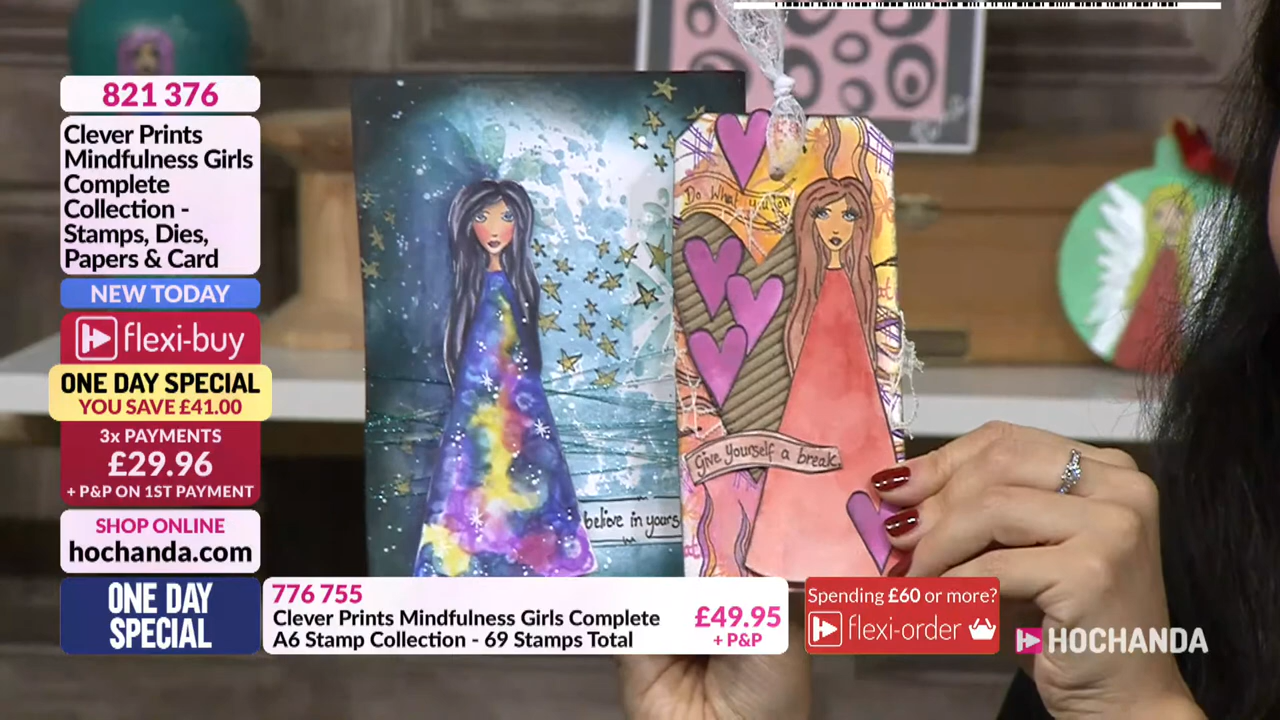 821 376
Clever Prints
Mindfulness Girls
Complete
Collection -
Stamps, Dies,
Papers & Card
NEW TODAY
flexi-buy
ONE DAY SPECIAL
YOU SAVE £41.00
3x PAYMENTS
£29.96
+ P&P ON 1ST PAYMENT
SHOP ONLINE
hochanda.com
ONE DAY
SPECIAL
776 755
Clever Prints Mindfulness Girls Complete
A6 Stamp Collection - 69 Stamps Total
£49.95
+ P&P
Spending £60 or more?
flexi-order
HOCHANDA
Do what you
Give yourself a break.
believe in yours